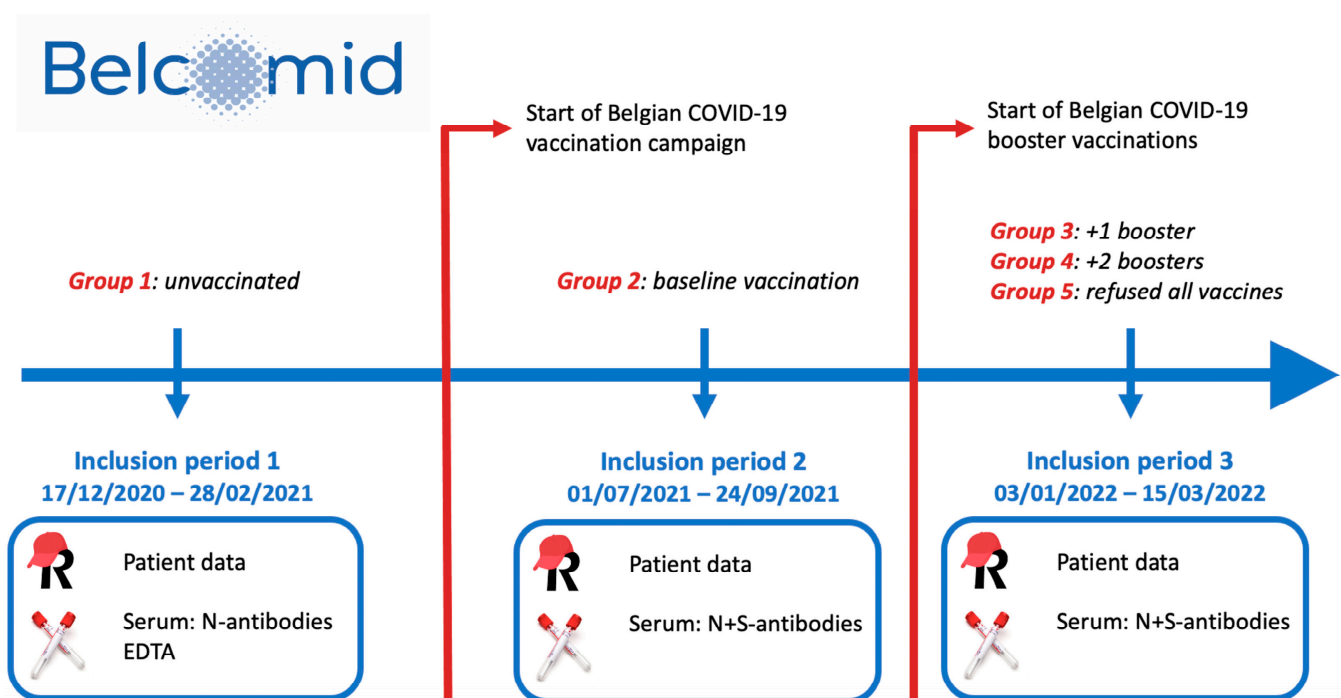 Belcomid
Start of Belgian COVID-19
vaccination campaign
Start of Belgian COVID-19
booster vaccinations
Group 1: unvaccinated
Group 2: baseline vaccination
Group 3: +1 booster
Group 4: +2 boosters
Group 5: refused all vaccines
Inclusion period 1
17/12/2020 – 28/02/2021
R
Patient data
Serum: N-antibodies
EDTA
Inclusion period 2
01/07/2021 – 24/09/2021
R
Patient data
Serum: N+S-antibodies
Inclusion period 3
03/01/2022 – 15/03/2022
R
Patient data
Serum: N+S-antibodies